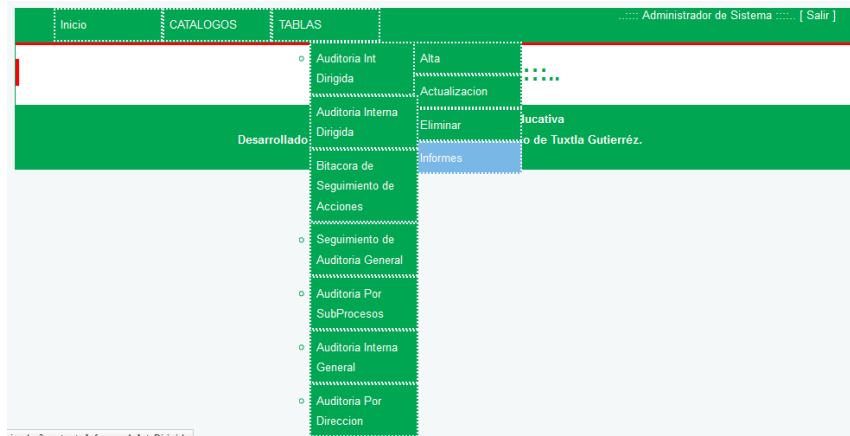 Inicio
CATALOGOS
TABLAS
..::::: Administrador de Sistema ::::.. [ Salir ]
Auditoria Int
Dirigida
Alta
Actualizacion
Auditoria Interna
Dirigida
Eliminar
ducativa
Desarrollado
o de Tuxtla Gutierréz.
Informes
Bitacora de
Seguimiento de
Acciones
Seguimiento de
Auditoria General
Auditoria Por
SubProcesos
Auditoria Interna
General
Auditoria Por
Direccion